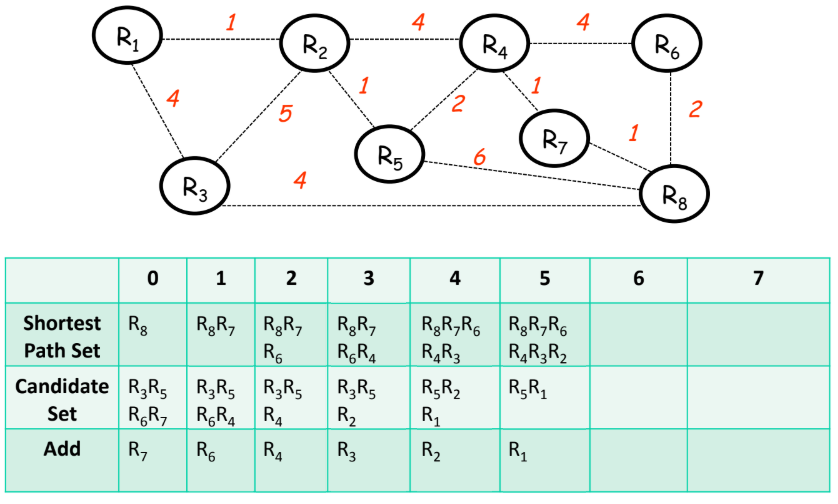 R₁ 1 R₂ 4 R₄ 4 R₆
4 5 1 2 1 2
R₃ R₅ R₇ 1
4 6 R₈
0 1 2 3 4 5 6 7
Shortest Path Set
R₈
R₈R₇
R₈R₇
R₆
R₈R₇
R₆R₄
R₈R₇R₆
R₄R₃
R₈R₇R₆
R₄R₃R₂
Candidate Set
R₃R₅
R₆R₇
R₃R₅
R₆R₄
R₃R₅
R₄
R₃R₅
R₂
R₅R₂
R₁
R₅R₁
Add R₇ R₆ R₄ R₃ R₂ R₁